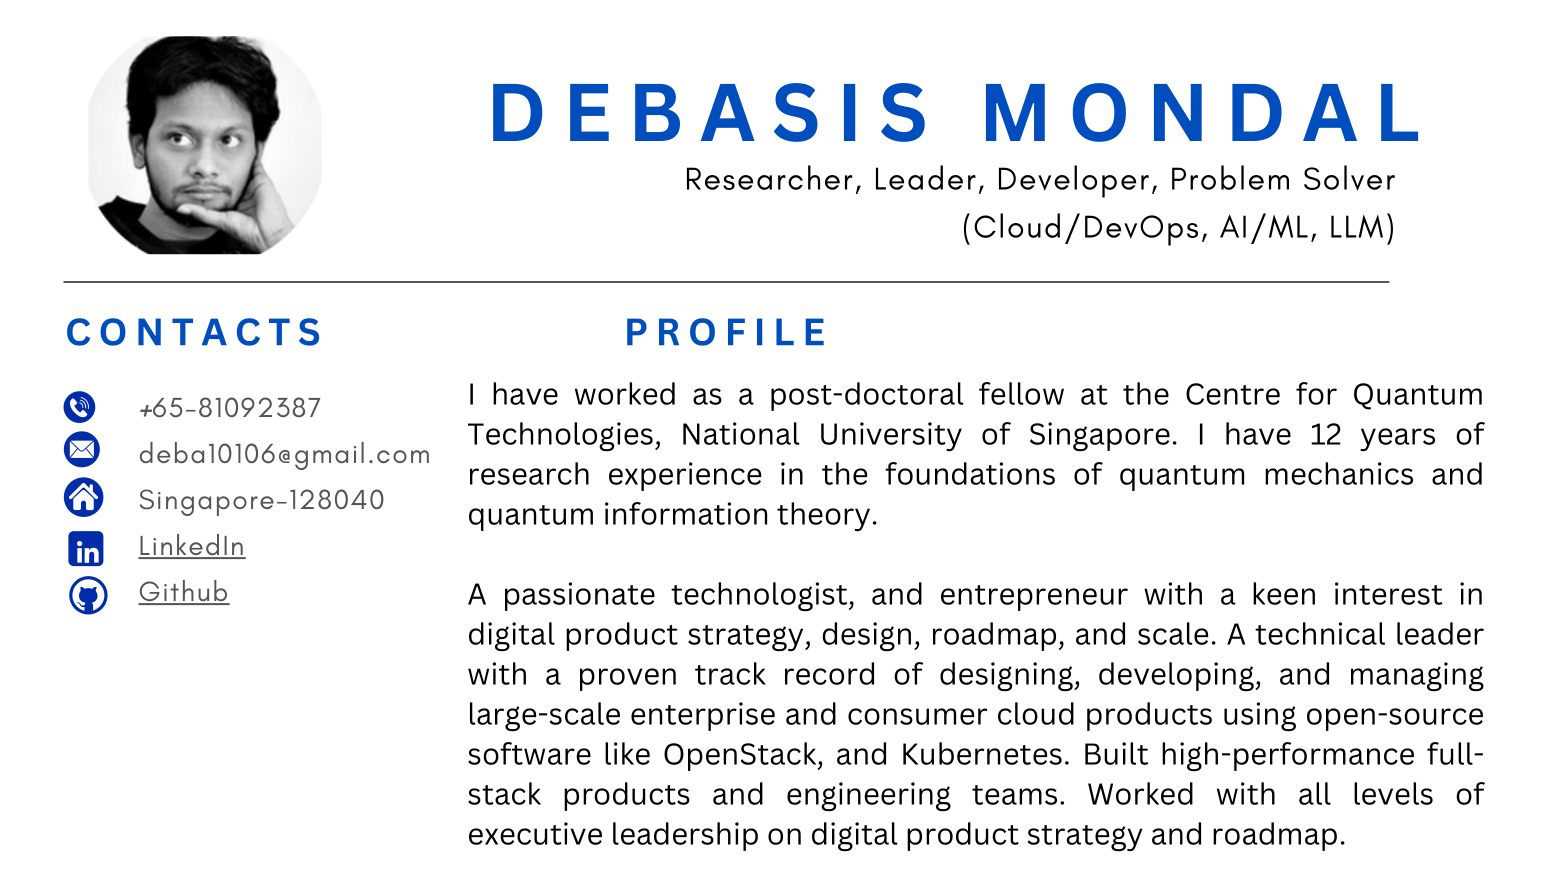 DEBASIS MONDAL
Researcher, Leader, Developer, Problem Solver
(Cloud/DevOps, AI/ML, LLM)
CONTACTS
+65-81092387
deba10106@gmail.com
Singapore-128040
LinkedIn
Github
PROFILE
I have worked as a post-doctoral fellow at the Centre for Quantum
Technologies, National University of Singapore. I have 12 years of
research experience in the foundations of quantum mechanics and
quantum information theory.
A passionate technologist, and entrepreneur with a keen interest in
digital product strategy, design, roadmap, and scale. A technical leader
with a proven track record of designing, developing, and managing
large-scale enterprise and consumer cloud products using open-source
software like OpenStack, and Kubernetes. Built high-performance full-
stack products and engineering teams. Worked with all levels of
executive leadership on digital product strategy and roadmap.